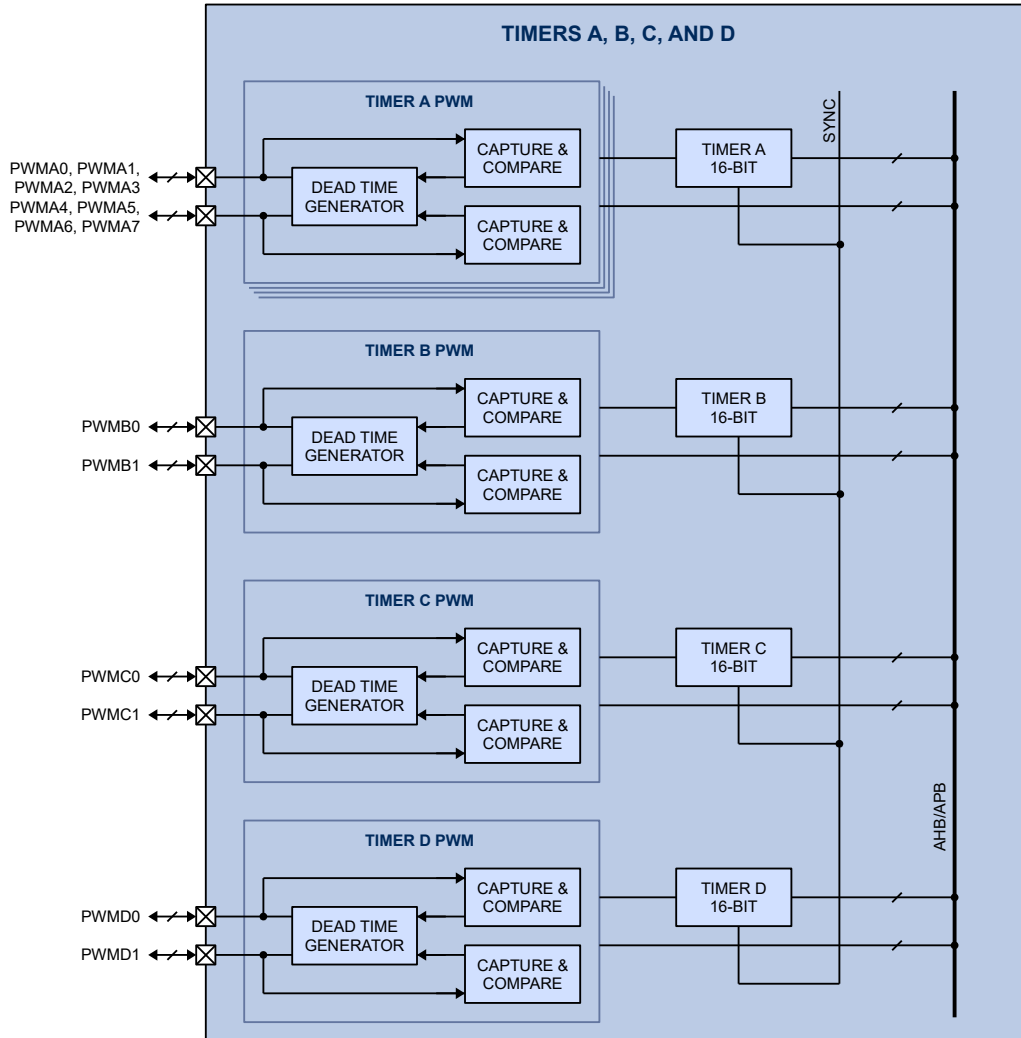 TIMERS A, B, C, AND D
TIMER A PWM
SYNC
PWMA0, PWMA1,
PWMA2, PWMA3
PWMA4, PWMA5,
PWMA6, PWMA7
DEAD TIME
GENERATOR
CAPTURE &
COMPARE
CAPTURE &
COMPARE
TIMER A
16-BIT
TIMER B PWM
PWMB0
PWMB1
DEAD TIME
GENERATOR
CAPTURE &
COMPARE
CAPTURE &
COMPARE
TIMER B
16-BIT
TIMER C PWM
PWMC0
PWMC1
DEAD TIME
GENERATOR
CAPTURE &
COMPARE
CAPTURE &
COMPARE
TIMER C
16-BIT
AHB/APB
TIMER D PWM
PWMD0
PWMD1
DEAD TIME
GENERATOR
CAPTURE &
COMPARE
CAPTURE &
COMPARE
TIMER D
16-BIT